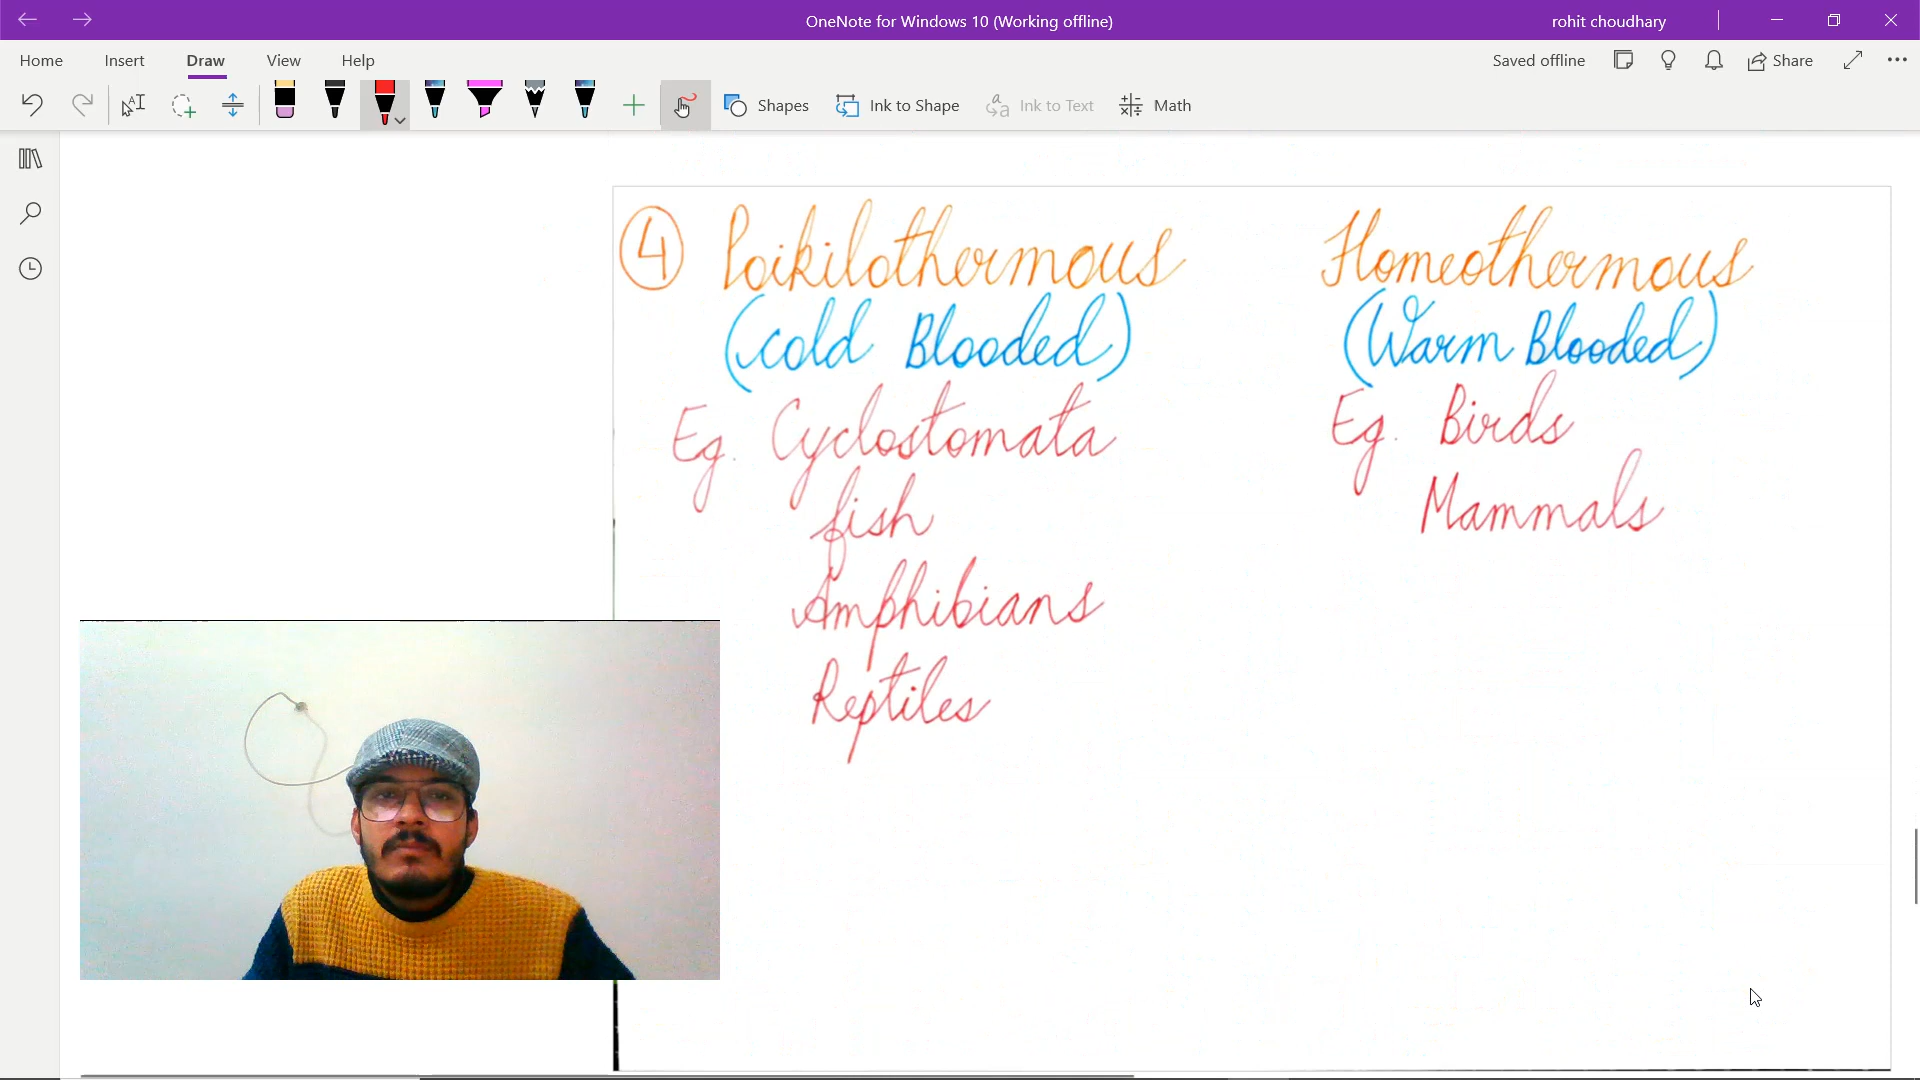 OneNote for Windows 10 (Working offline)
rohit choudhary
Home Insert Draw View Help
Saved offline Share
Shapes Ink to Shape Ink to Text Math
4 Poikilothermous
(Cold Blooded)
Eg. Cyclostomata
fish
Amphibians
Reptiles
Homeothermous
(Warm Blooded)
Eg. Birds
Mammals